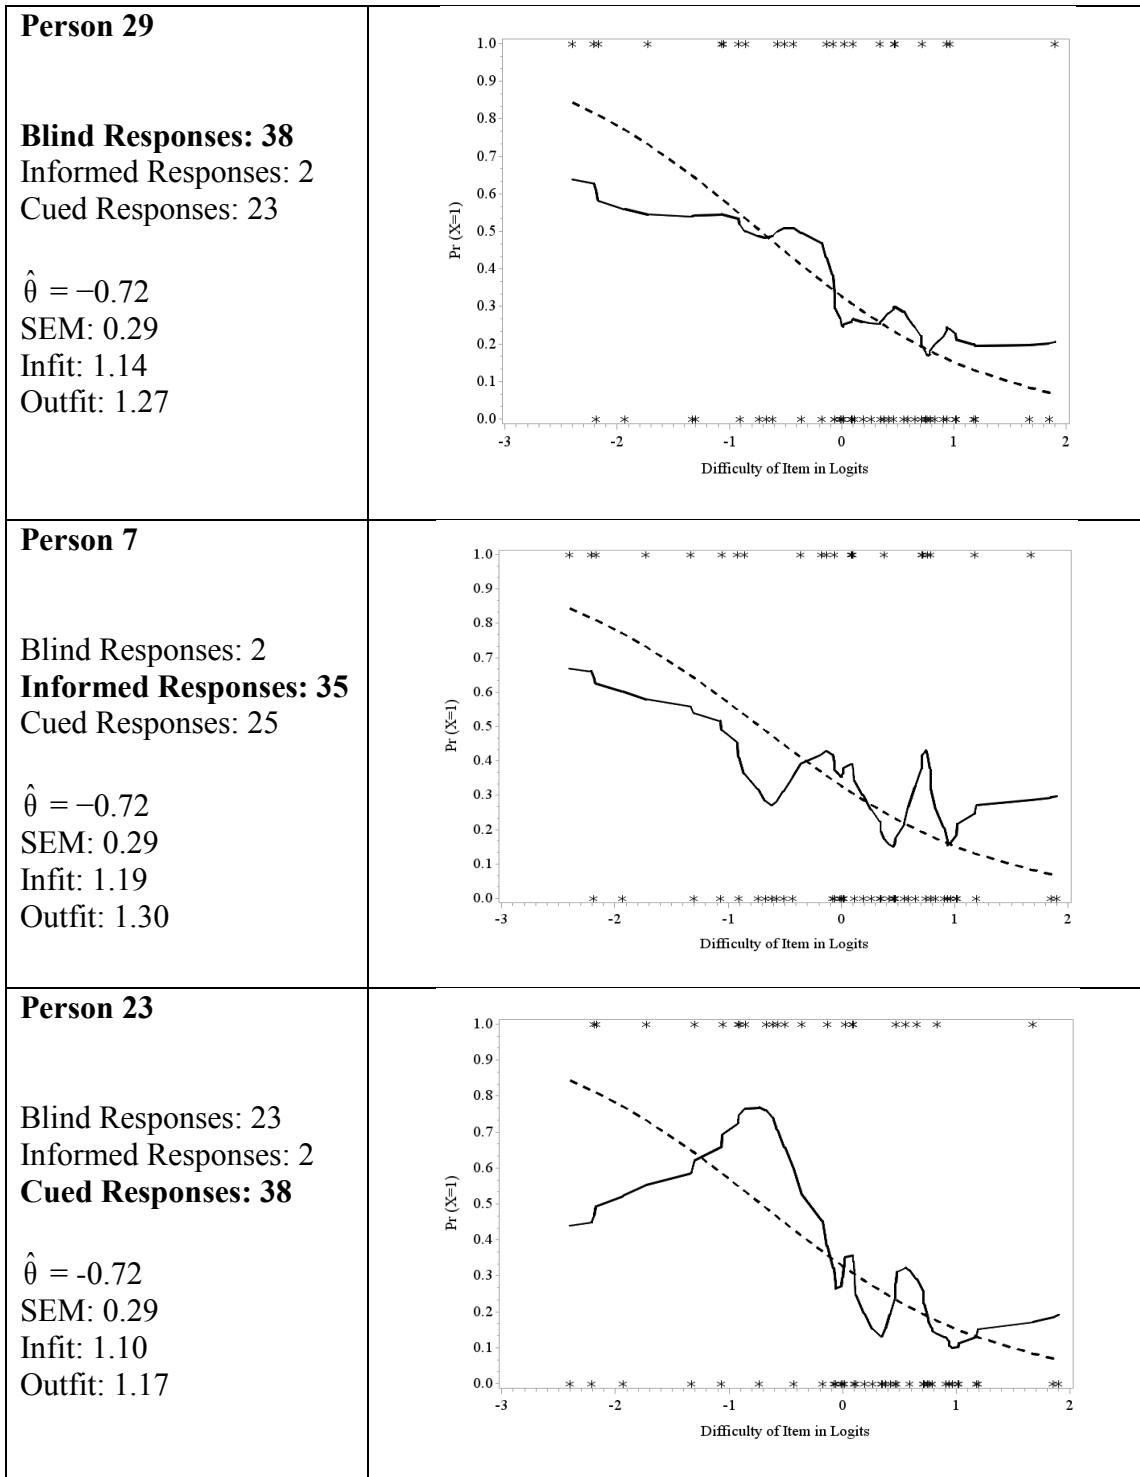 Person 29
Blind Responses: 38
Informed Responses: 2
Cued Responses: 23
θ̂ = −0.72
SEM: 0.29
Infit: 1.14
Outfit: 1.27
1.0
0.9
0.8
0.7
0.6
0.5
0.4
0.3
0.2
0.1
0.0
Pr (X=1)
-3 -2 -1 0 1 2
Difficulty of Item in Logits
Person 7
Blind Responses: 2
Informed Responses: 35
Cued Responses: 25
θ̂ = −0.72
SEM: 0.29
Infit: 1.19
Outfit: 1.30
1.0
0.9
0.8
0.7
0.6
0.5
0.4
0.3
0.2
0.1
0.0
Pr (X=1)
-3 -2 -1 0 1 2
Difficulty of Item in Logits
Person 23
Blind Responses: 23
Informed Responses: 2
Cued Responses: 38
θ̂ = -0.72
SEM: 0.29
Infit: 1.10
Outfit: 1.17
1.0
0.9
0.8
0.7
0.6
0.5
0.4
0.3
0.2
0.1
0.0
Pr (X=1)
-3 -2 -1 0 1 2
Difficulty of Item in Logits